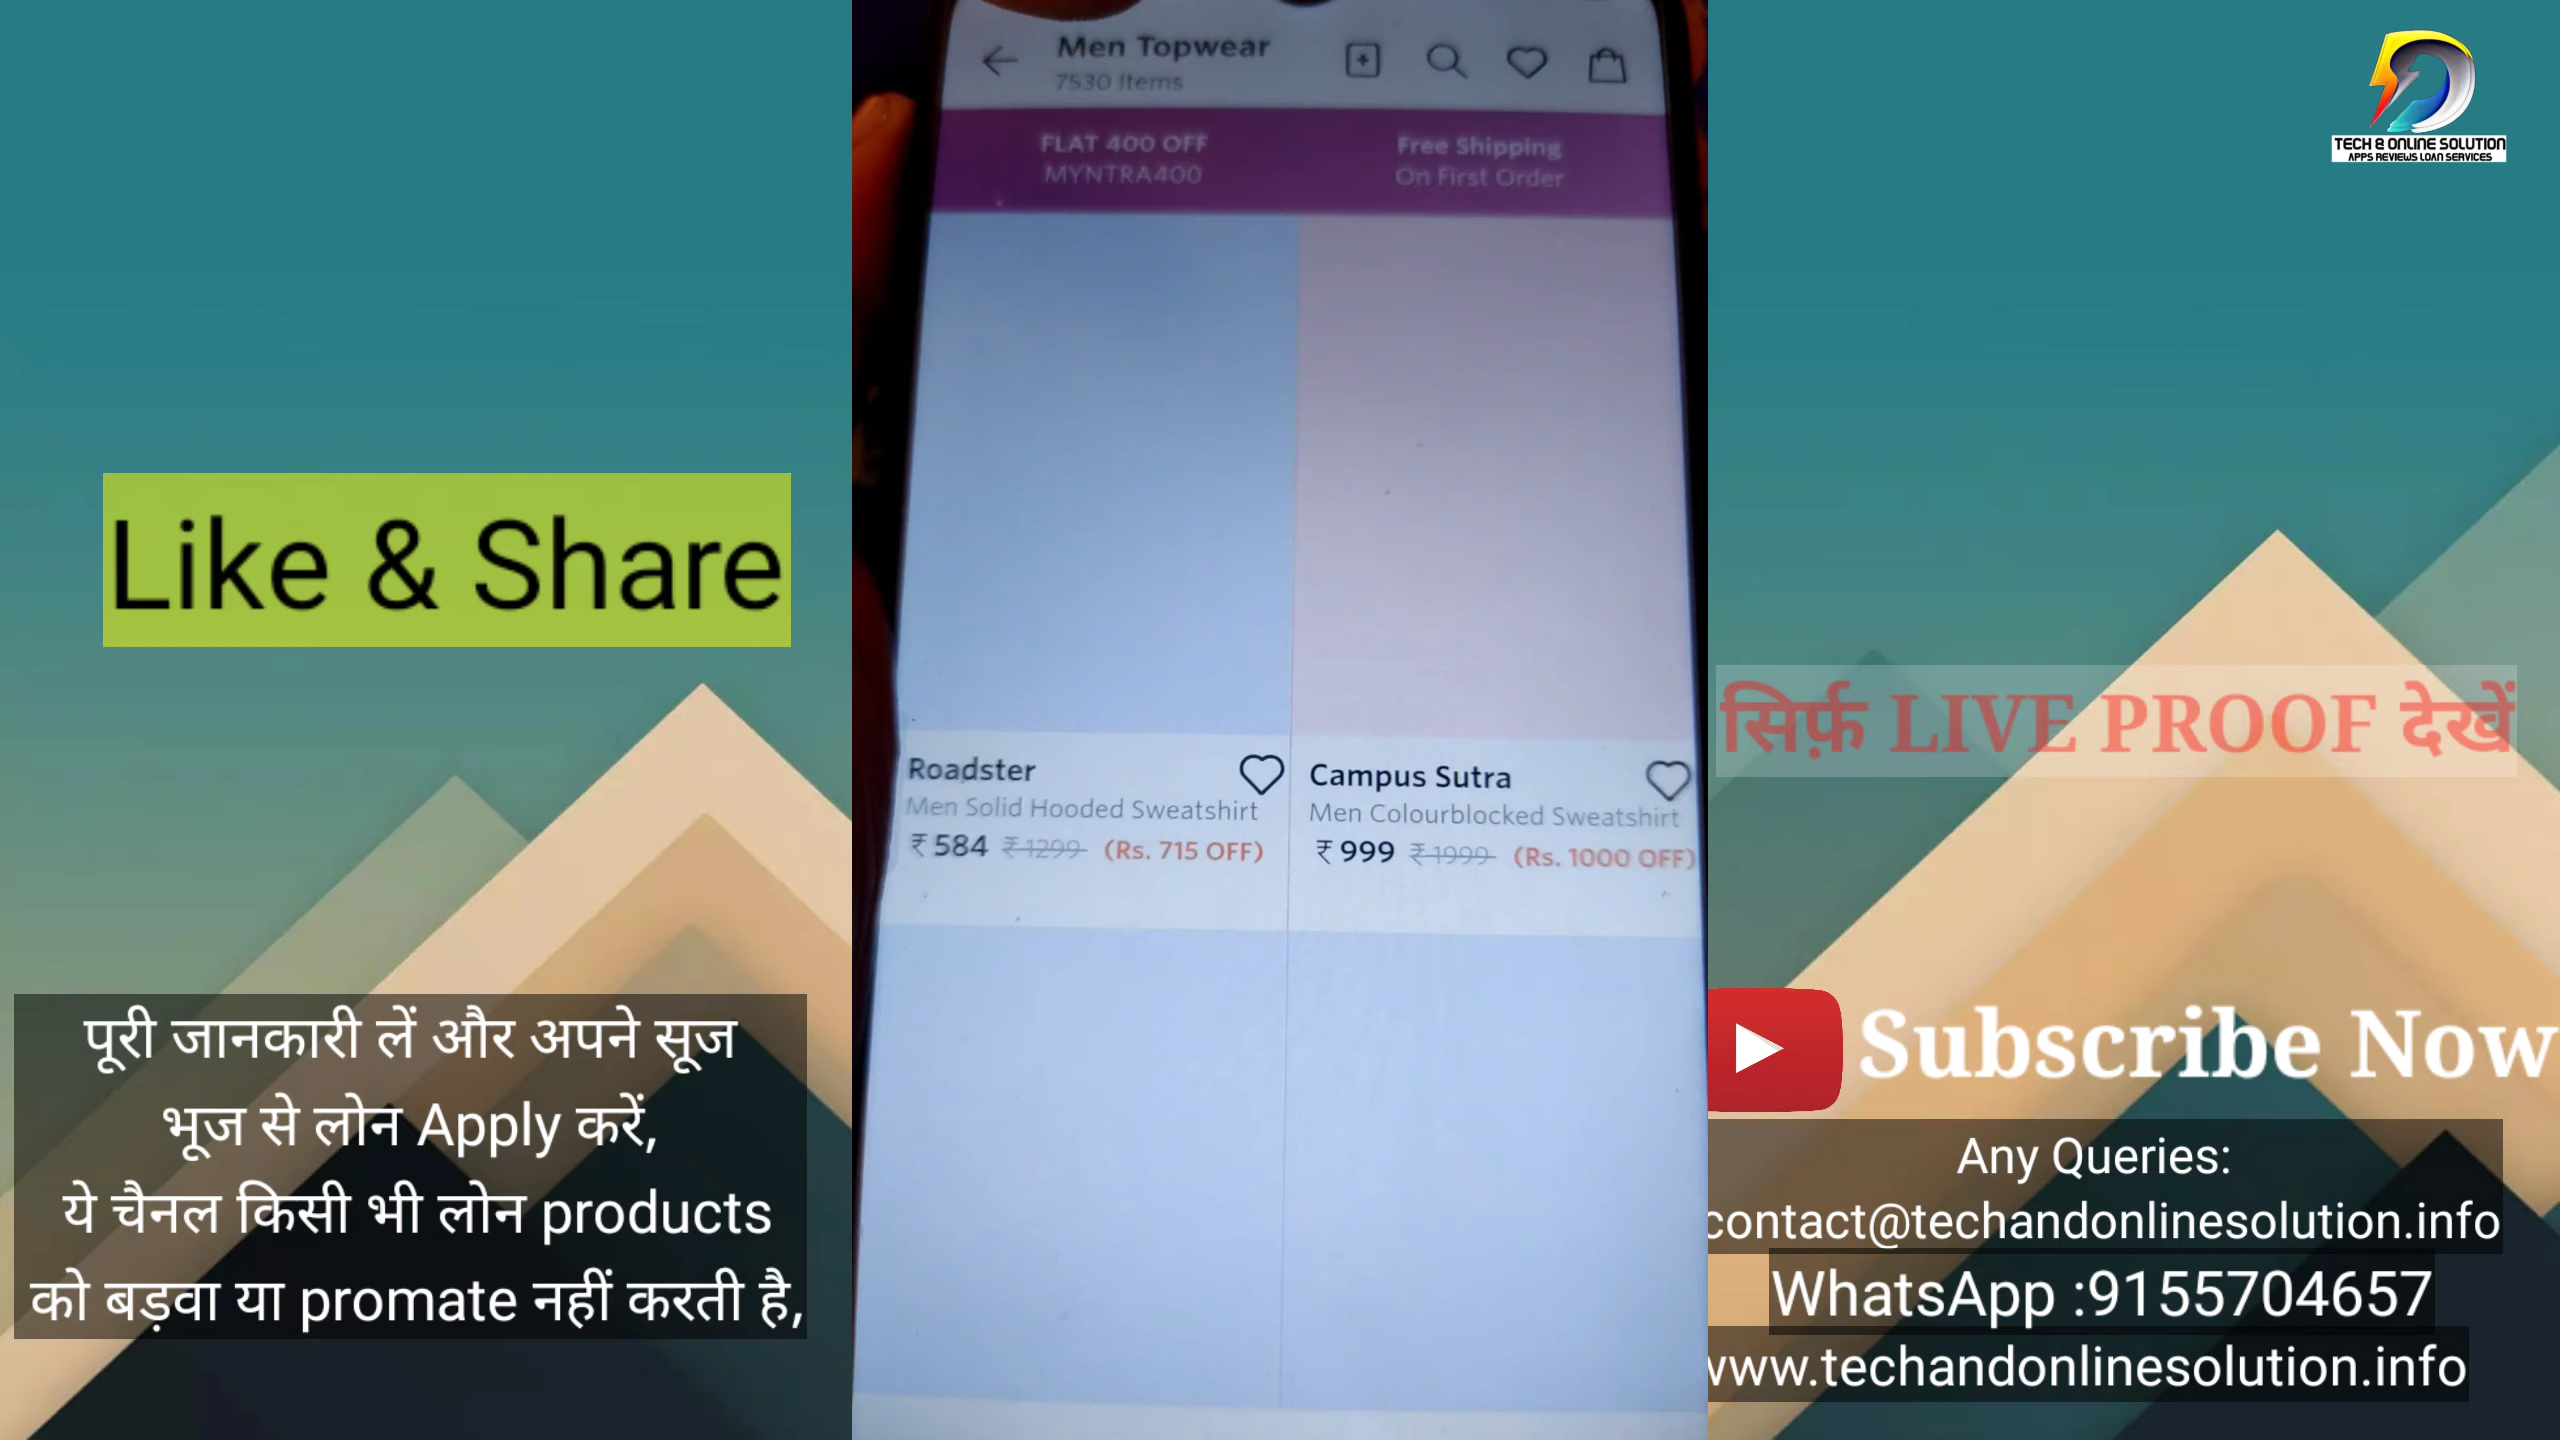 Men Topwear
7530 Items
FLAT 400 OFF
MYNTRA400
Free Shipping
On First Order
Roadster
Men Solid Hooded Sweatshirt
₹ 584 ₹ 1299 (Rs. 715 OFF)
Campus Sutra
Men Colourblocked Sweatshirt
₹ 999 ₹ 1999 (Rs. 1000 OFF)
Like & Share
पूरी जानकारी लें और अपने सूज
भूज से लोन Apply करें,
ये चैनल किसी भी लोन products
को बड़वा या promate नहीं करती है,
TECH & ONLINE SOLUTION
APPS REVIEWS LOAN SERVICES
सिर्फ़ LIVE PROOF देखें
Subscribe Now
Any Queries:
contact@techandonlinesolution.info
WhatsApp :9155704657
www.techandonlinesolution.info